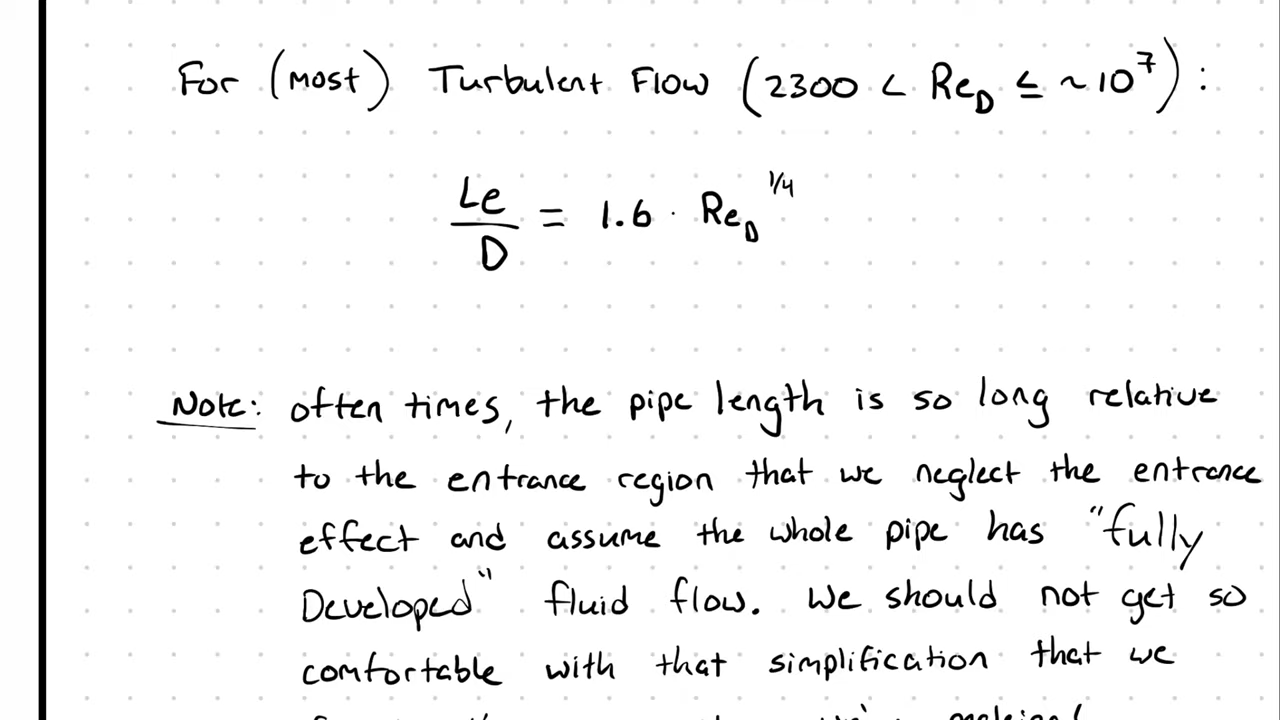 For (most) Turbulent Flow (2300 < Re_D ≤ ~10^7):
Le/D = 1.6 · Re_D^1/4
Note: often times, the pipe length is so long relative
to the entrance region that we neglect the entrance
effect and assume the whole pipe has "fully
Developed" fluid flow. We should not get so
comfortable with that simplification that we